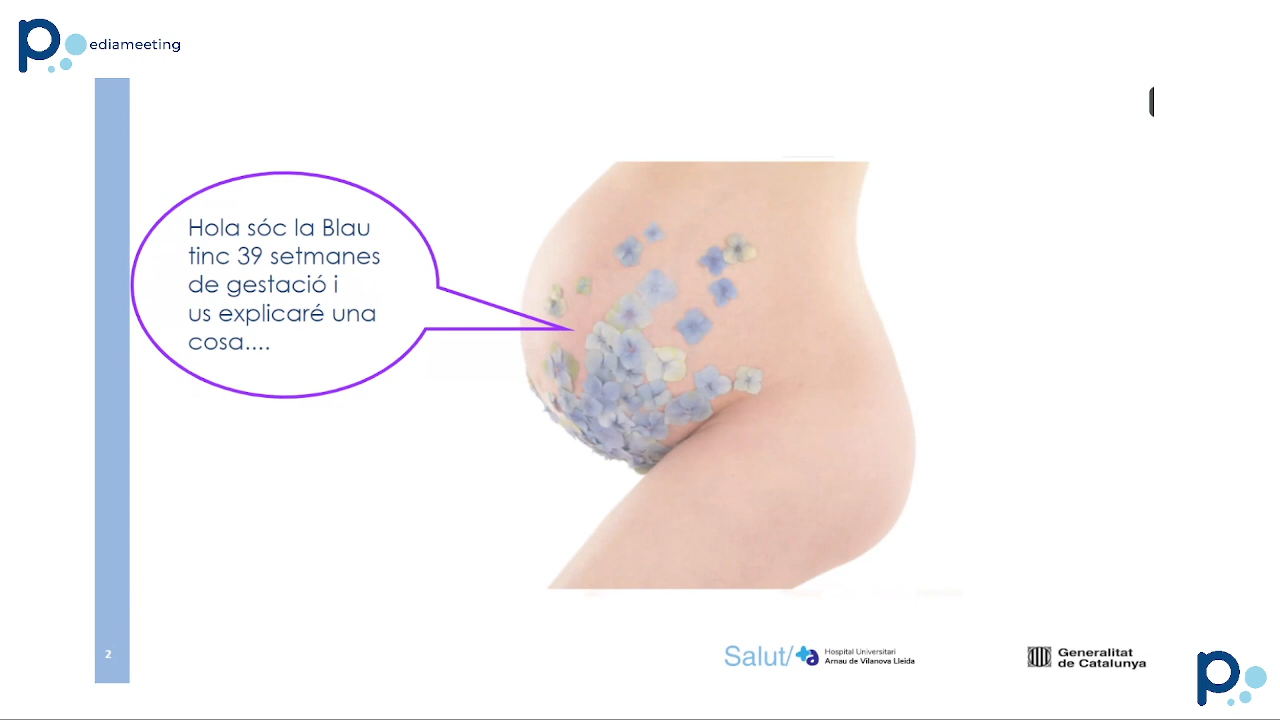 pediameeting
Hola sóc la Blau
tinc 39 setmanes
de gestació i
us explicaré una
cosa....
2
Salut/
Hospital Universitari
Arnau de Vilanova Lleida
Generalitat
de Catalunya
p